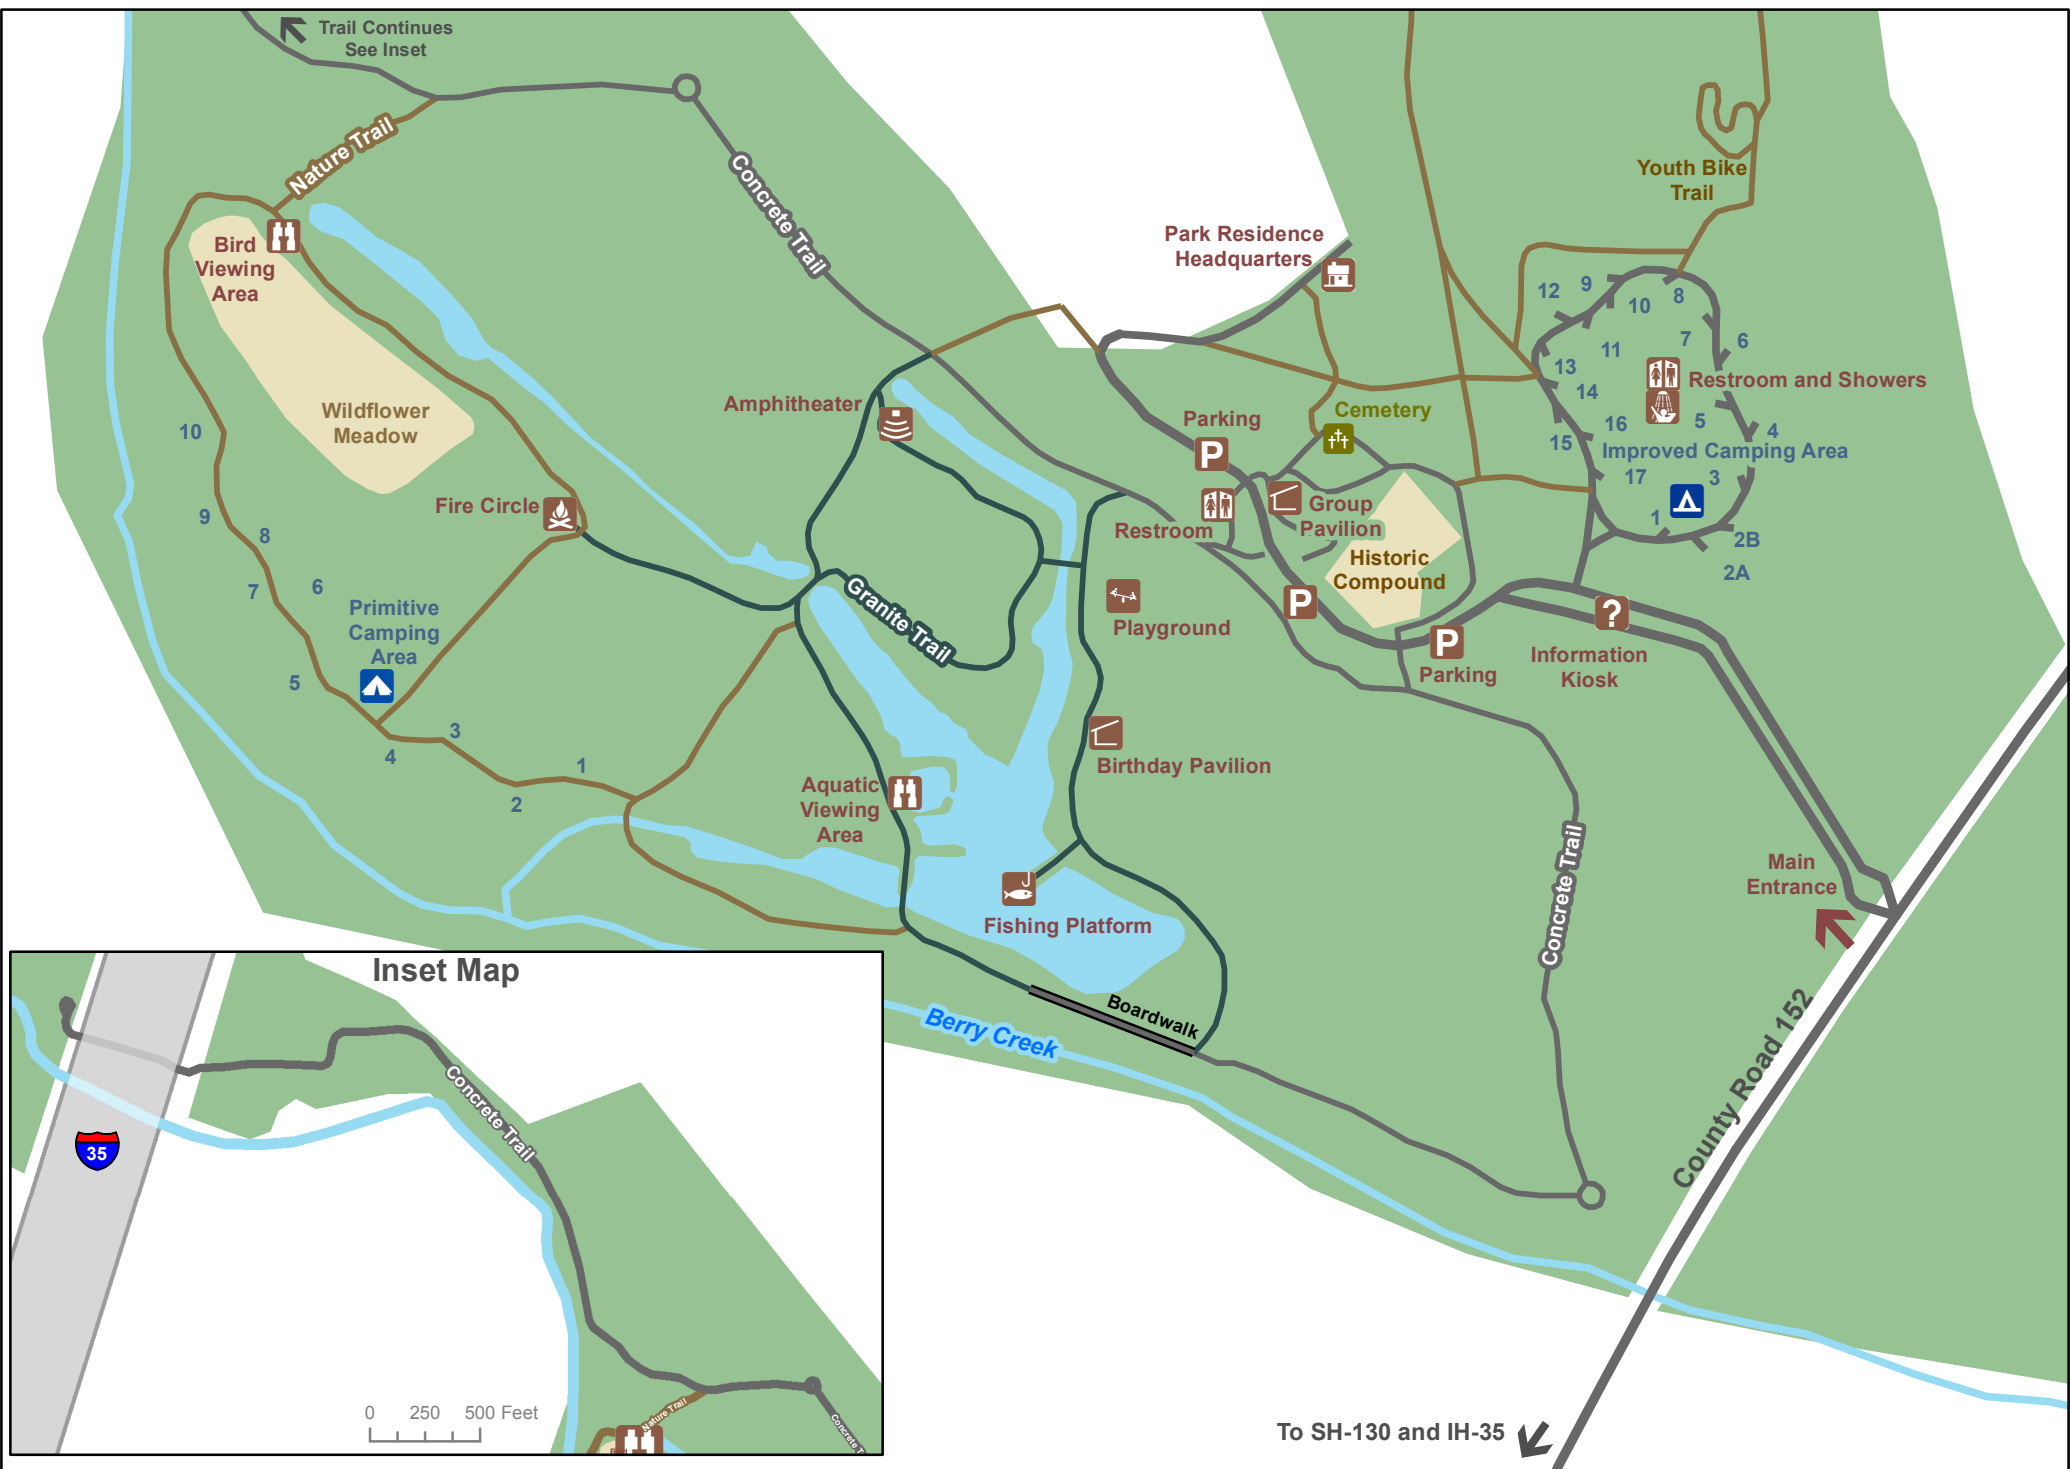 Trail Continues
See Inset
Nature Trail
Concrete Trail
Bird
Viewing
Area
Wildflower
Meadow
Fire Circle
Amphitheater
10
9
8
7
6
5
Primitive
Camping
Area
4
3
2
1
Granite Trail
Aquatic
Viewing
Area
Fishing Platform
Boardwalk
Berry Creek
Park Residence
Headquarters
Youth Bike
Trail
Parking
P
Cemetery
Restroom
Group
Pavilion
Historic
Compound
Playground
P
P
Parking
Birthday Pavilion
?
Information
Kiosk
12
9
10
8
7
6
11
13
14
Restroom and Showers
16
5
4
15
Improved Camping Area
17
3
1
2B
2A
Concrete Trail
Main
Entrance
County Road 152
To SH-130 and IH-35
Inset Map
Concrete Trail
35
0 250 500 Feet
Nature Trail